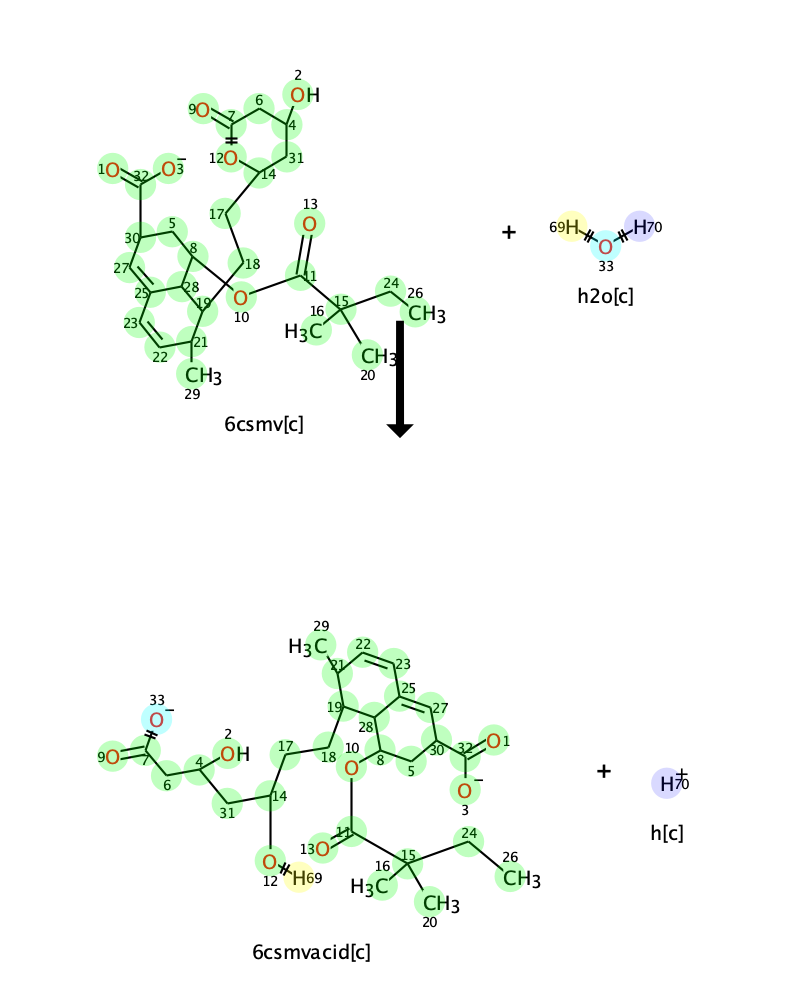 2
OH
6
9 O
7
4
12 O
31
14
1 O
32
O⁻ 3
17
13
O
5
30
8
27
25
28
19
18
10
O
11
23
22
21
CH₃
29
15
16
H₃C
24
26
CH₃
CH₃
20
+
69 H
O
33
H 70
h2o[c]
6csmv[c]
29
H₃C
22
23
21
25
27
19
28
30
32
O 1
O⁻
3
33
O⁻
9 O
7
6
4
2
OH
31
17
14
18
10
O
8
5
O
12
H 69
11
13 O
15
16
H₃C
CH₃
20
24
26
CH₃
+
H⁺ 70
h[c]
6csmvacid[c]